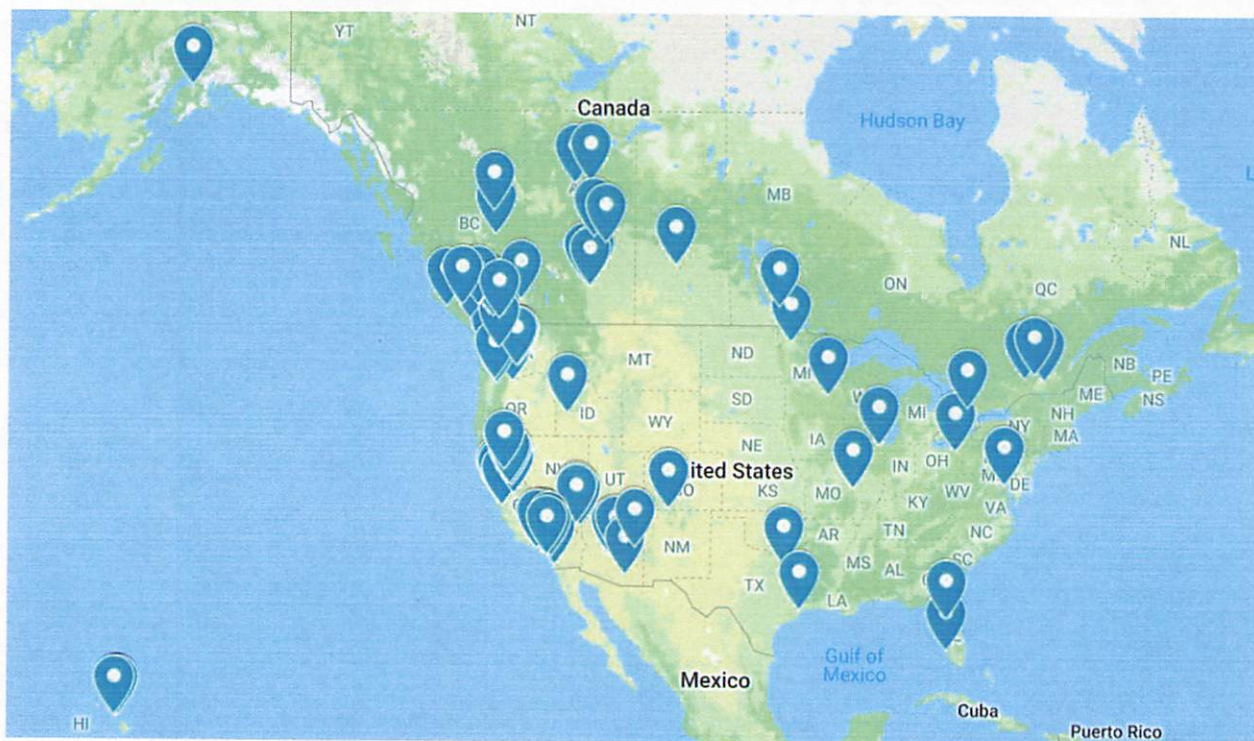 NT
YT
Canada
Hudson Bay
MB
BC
NL
ON
QC
MT
ND
NB
PE
ME
NS
OR
ID
SD
MI
NH
WY
NY
MA
IA
NE
OH
UT
ited States
IN
DE
KS
MO
WV
KY
VA
AR
TN
NC
NM
SC
MS
AL
TX
LA
Gulf of
Mexico
Mexico
HI
Cuba
Puerto Rico